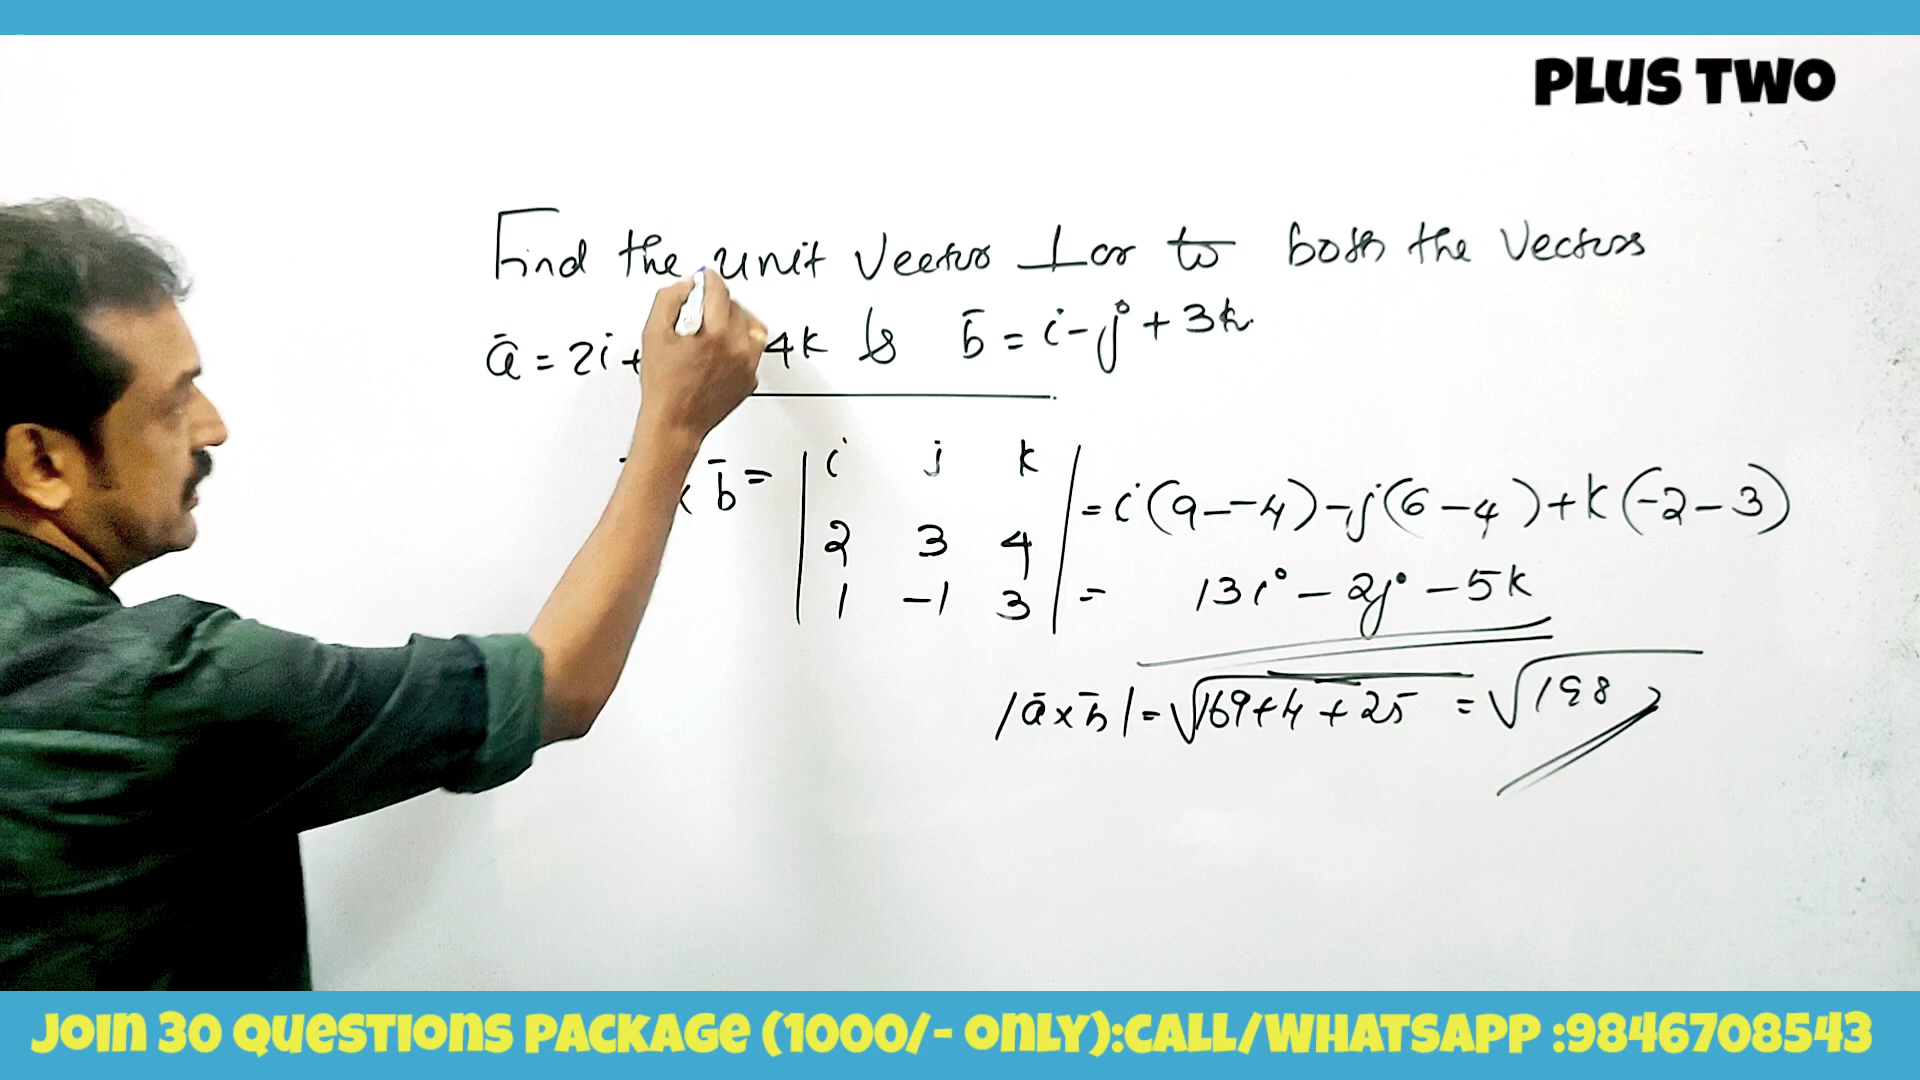 PLUS TWO
Find the unit Vector ⊥ar to both the Vectors
ā = 2i + 4k & b̄ = i - j + 3k.
x b̄ = | i j k | = i(9 - -4) - j(6 - 4) + k(-2 - 3)
2 3 4
1 -1 3 = 13i - 2j - 5k
|ā x b̄| = √169 + 4 + 25 = √198
JOIN 30 QUESTIONS PACKAGE (1000/- ONLY):CALL/WHATSAPP :9846708543